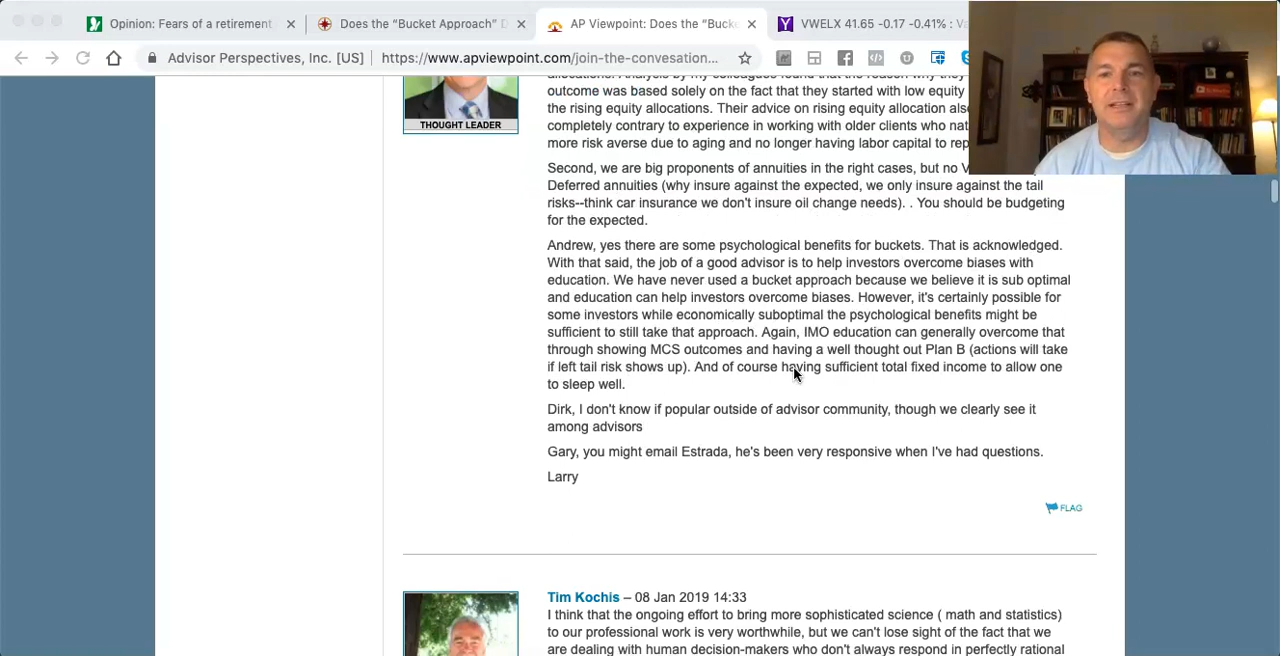 Opinion: Fears of a retirement
Does the “Bucket Approach” D
AP Viewpoint: Does the “Bucke
VWELX 41.65 -0.17 -0.41% : Va
Advisor Perspectives, Inc. [US]
https://www.apviewpoint.com/join-the-convesation...
THOUGHT LEADER
allocations. Analysis by my colleagues found that the reason why they
outcome was based solely on the fact that they started with low equity
the rising equity allocations. Their advice on rising equity allocation also
completely contrary to experience in working with older clients who nat
more risk averse due to aging and no longer having labor capital to rep
Second, we are big proponents of annuities in the right cases, but no V
Deferred annuities (why insure against the expected, we only insure against the tail
risks--think car insurance we don't insure oil change needs). . You should be budgeting
for the expected.
Andrew, yes there are some psychological benefits for buckets. That is acknowledged.
With that said, the job of a good advisor is to help investors overcome biases with
education. We have never used a bucket approach because we believe it is sub optimal
and education can help investors overcome biases. However, it's certainly possible for
some investors while economically suboptimal the psychological benefits might be
sufficient to still take that approach. Again, IMO education can generally overcome that
through showing MCS outcomes and having a well thought out Plan B (actions will take
if left tail risk shows up). And of course having sufficient total fixed income to allow one
to sleep well.
Dirk, I don't know if popular outside of advisor community, though we clearly see it
among advisors
Gary, you might email Estrada, he's been very responsive when I've had questions.
Larry
FLAG
Tim Kochis – 08 Jan 2019 14:33
I think that the ongoing effort to bring more sophisticated science ( math and statistics)
to our professional work is very worthwhile, but we can't lose sight of the fact that we
are dealing with human decision-makers who don't always respond in perfectly rational